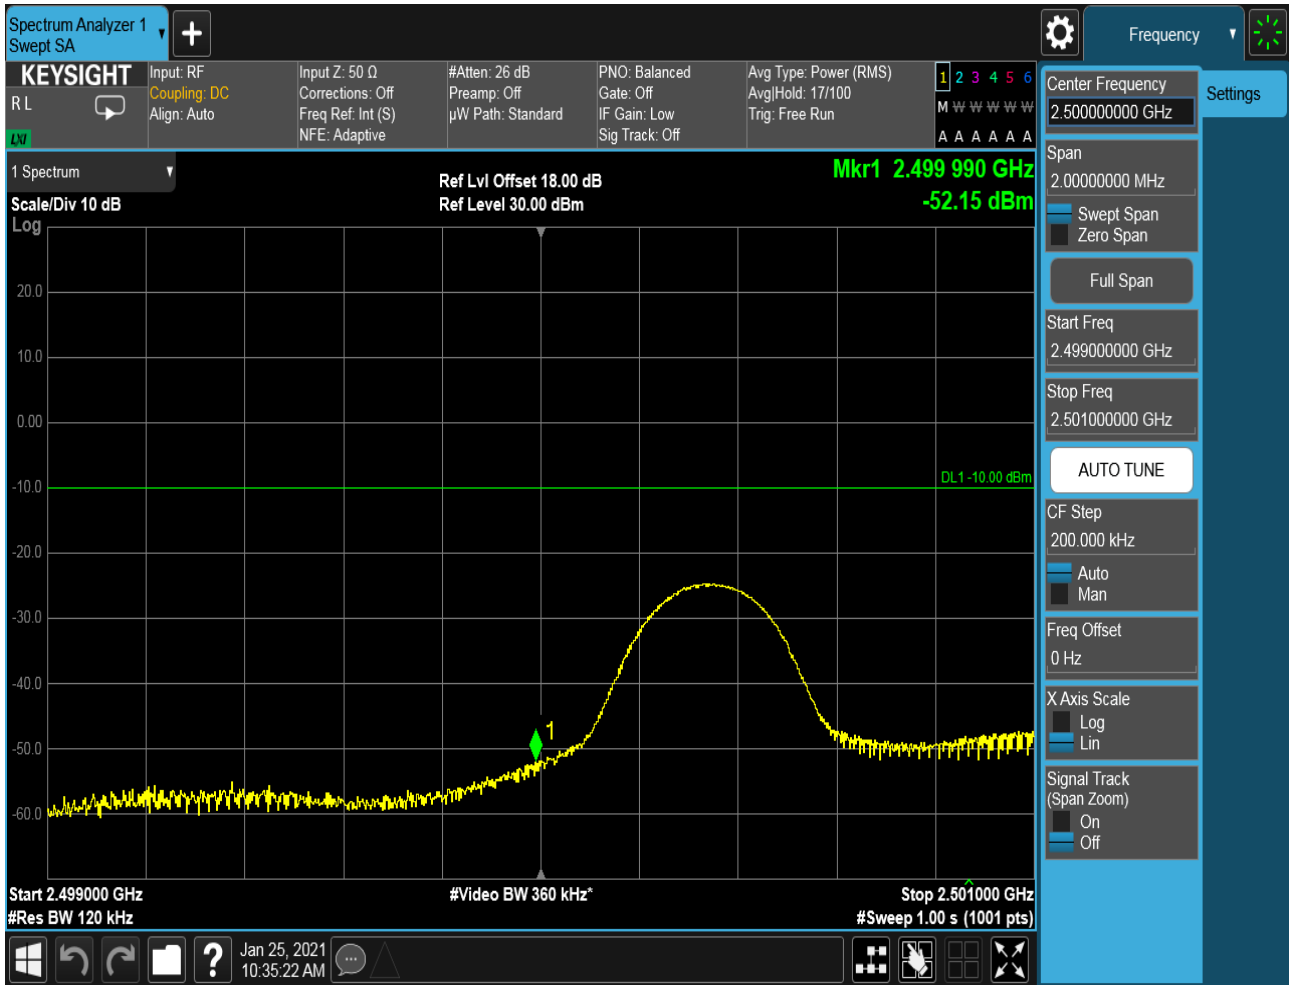 Spectrum Analyzer 1
Swept SA
Frequency
KEYSIGHT
R L
LXI
Input: RF
Coupling: DC
Align: Auto
Input Z: 50 Ω
Corrections: Off
Freq Ref: Int (S)
NFE: Adaptive
#Atten: 26 dB
Preamp: Off
µW Path: Standard
PNO: Balanced
Gate: Off
IF Gain: Low
Sig Track: Off
Avg Type: Power (RMS)
Avg|Hold: 17/100
Trig: Free Run
1 2 3 4 5 6
M W W W W W
A A A A A A
1 Spectrum
Scale/Div 10 dB
Log
Ref Lvl Offset 18.00 dB
Ref Level 30.00 dBm
Mkr1 2.499 990 GHz
-52.15 dBm
20.0
10.0
0.00
-10.0
-20.0
-30.0
-40.0
-50.0
-60.0
DL1 -10.00 dBm
1
Start 2.499000 GHz
#Res BW 120 kHz
#Video BW 360 kHz*
Stop 2.501000 GHz
#Sweep 1.00 s (1001 pts)
Center Frequency
2.500000000 GHz
Settings
Span
2.00000000 MHz
Swept Span
Zero Span
Full Span
Start Freq
2.499000000 GHz
Stop Freq
2.501000000 GHz
AUTO TUNE
CF Step
200.000 kHz
Auto
Man
Freq Offset
0 Hz
X Axis Scale
Log
Lin
Signal Track
(Span Zoom)
On
Off
?
Jan 25, 2021
10:35:22 AM